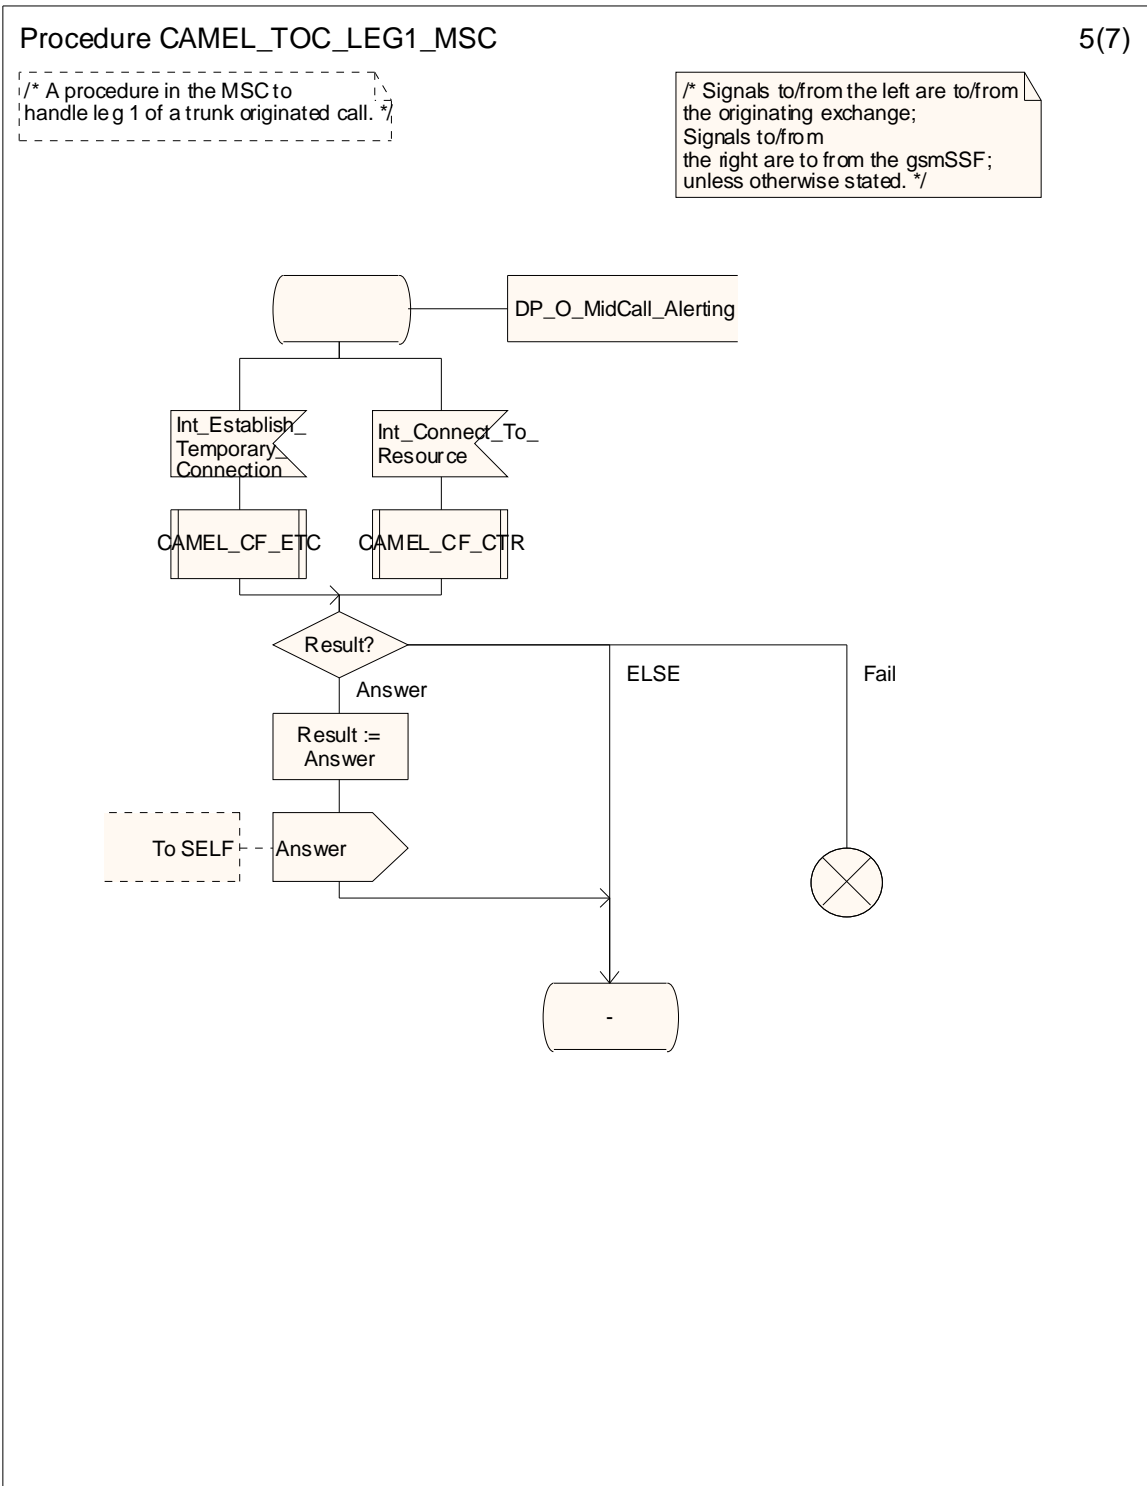 Procedure CAMEL_TOC_LEG1_MSC
5(7)
/* A procedure in the MSC to
handle leg 1 of a trunk originated call. */
/* Signals to/from the left are to/from
the originating exchange;
Signals to/from
the right are to from the gsmSSF;
unless otherwise stated. */
DP_O_MidCall_Alerting
Int_Establish_
Temporary_
Connection
Int_Connect_To_
Resource
CAMEL_CF_ETC
CAMEL_CF_CTR
Result?
ELSE
Fail
Answer
Result :=
Answer
To SELF
Answer
-